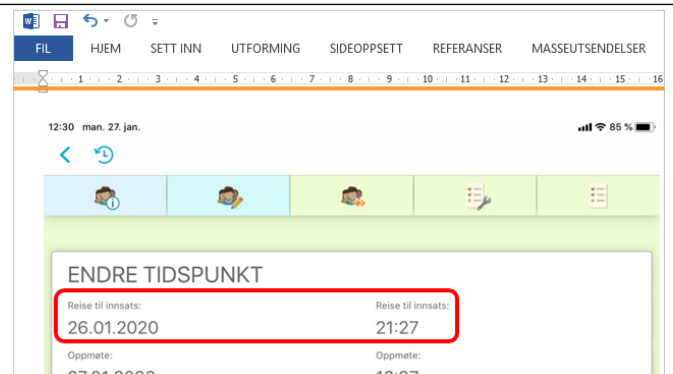 FIL HJEM SETT INN UTFORMING SIDEOPPSETT REFERANSER MASSEUTSENDELSER
1 2 3 4 5 6 7 8 9 10 11 12 13 14 15 16
12:30 man. 27. jan. 85 %
ENDRE TIDSPUNKT
Reise til innsats: Reise til innsats:
26.01.2020 21:27
Oppmøte: Oppmøte: